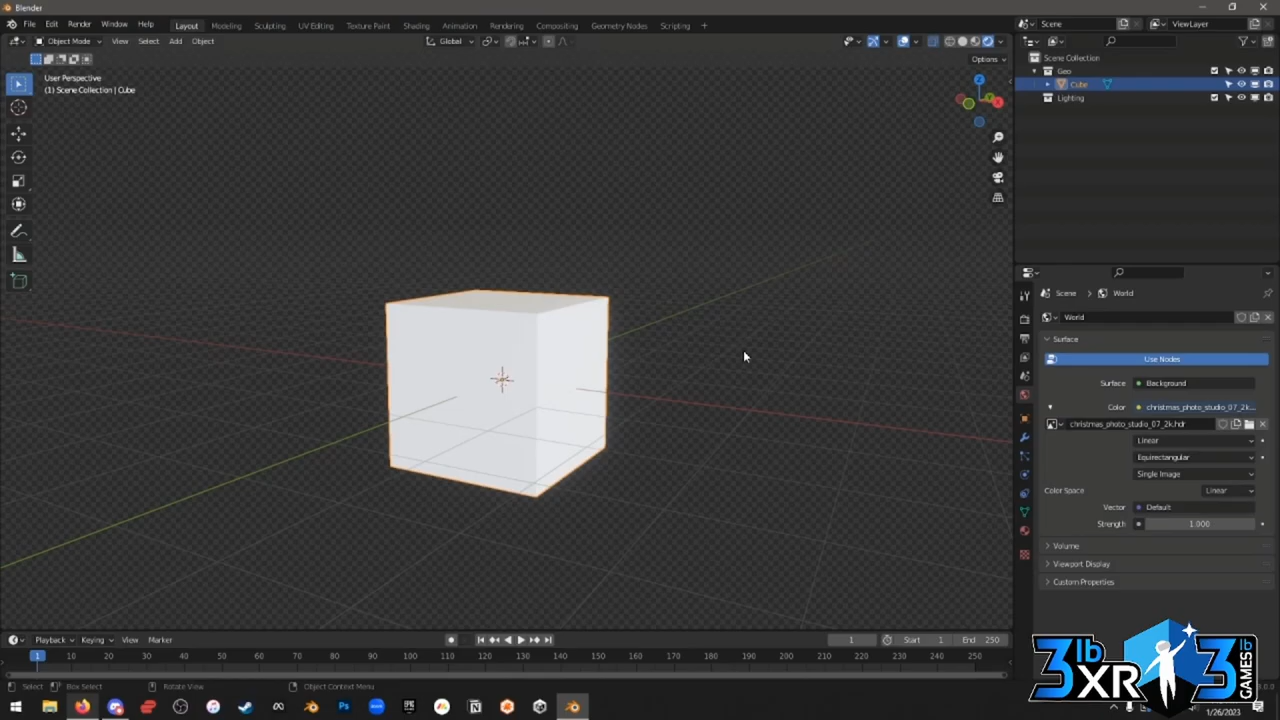 Blender
File Edit Render Window Help Layout Modeling Sculpting UV Editing Texture Paint Shading Animation Rendering Compositing Geometry Nodes Scripting + Scene ViewLayer
Object Mode View Select Add Object Global
Options
User Perspective
(1) Scene Collection | Cube
Scene Collection
Geo
Cube
Lighting
Scene > World
World
Surface
Use Nodes
Surface Background
Color christmas_photo_studio_07_2k...
christmas_photo_studio_07_2k.hdr
Linear
Equirectangular
Single Image
Color Space Linear
Vector Default
Strength 1.000
Volume
Viewport Display
Custom Properties
Playback Keying View Marker 1 Start 1 End 250
1 10 20 30 40 50 60 70 80 90 100 110 120 130 140 150 160 170 180 190 200 210 220 230 240 250
Select Box Select Rotate View Object Context Menu
3lb XR
3lb GAMES
1/26/2023